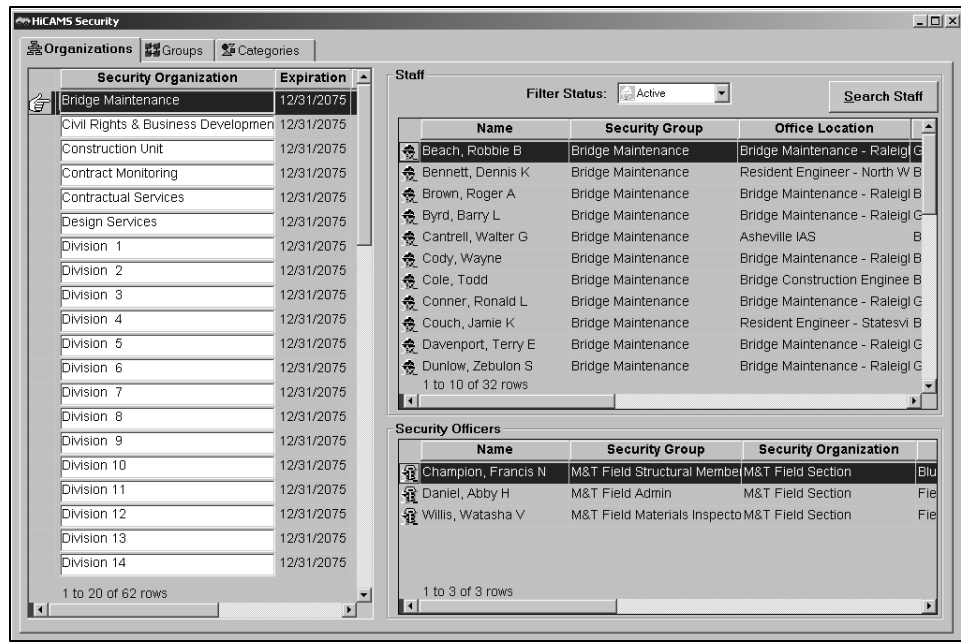 HiCAMS Security
Organizations Groups Categories
Security Organization Expiration
Bridge Maintenance 12/31/2075
Civil Rights & Business Developmen 12/31/2075
Construction Unit 12/31/2075
Contract Monitoring 12/31/2075
Contractual Services 12/31/2075
Design Services 12/31/2075
Division 1 12/31/2075
Division 2 12/31/2075
Division 3 12/31/2075
Division 4 12/31/2075
Division 5 12/31/2075
Division 6 12/31/2075
Division 7 12/31/2075
Division 8 12/31/2075
Division 9 12/31/2075
Division 10 12/31/2075
Division 11 12/31/2075
Division 12 12/31/2075
Division 13 12/31/2075
Division 14 12/31/2075
1 to 20 of 62 rows
Staff
Filter Status: Active Search Staff
Name Security Group Office Location
Beach, Robbie B Bridge Maintenance Bridge Maintenance - Raleigl G
Bennett, Dennis K Bridge Maintenance Resident Engineer - North W B
Brown, Roger A Bridge Maintenance Bridge Maintenance - Raleigl B
Byrd, Barry L Bridge Maintenance Bridge Maintenance - Raleigl G
Cantrell, Walter G Bridge Maintenance Asheville IAS B
Cody, Wayne Bridge Maintenance Bridge Maintenance - Raleigl B
Cole, Todd Bridge Maintenance Bridge Construction Enginee B
Conner, Ronald L Bridge Maintenance Bridge Maintenance - Raleigl G
Couch, Jamie K Bridge Maintenance Resident Engineer - Statesvi B
Davenport, Terry E Bridge Maintenance Bridge Maintenance - Raleigl G
Dunlow, Zebulon S Bridge Maintenance Bridge Maintenance - Raleigl G
1 to 10 of 32 rows
Security Officers
Name Security Group Security Organization
Champion, Francis N M&T Field Structural Member M&T Field Section Blu
Daniel, Abby H M&T Field Admin M&T Field Section Fie
Willis, Watasha V M&T Field Materials Inspecto M&T Field Section Fie
1 to 3 of 3 rows